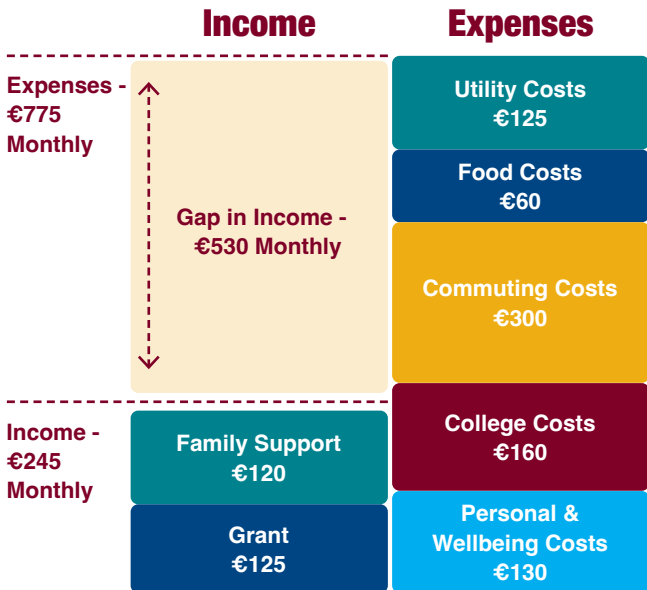 Income
Expenses
Expenses -
€775
Monthly
Gap in Income -
€530 Monthly
Income -
€245
Monthly
Family Support
€120
Grant
€125
Utility Costs
€125
Food Costs
€60
Commuting Costs
€300
College Costs
€160
Personal &
Wellbeing Costs
€130